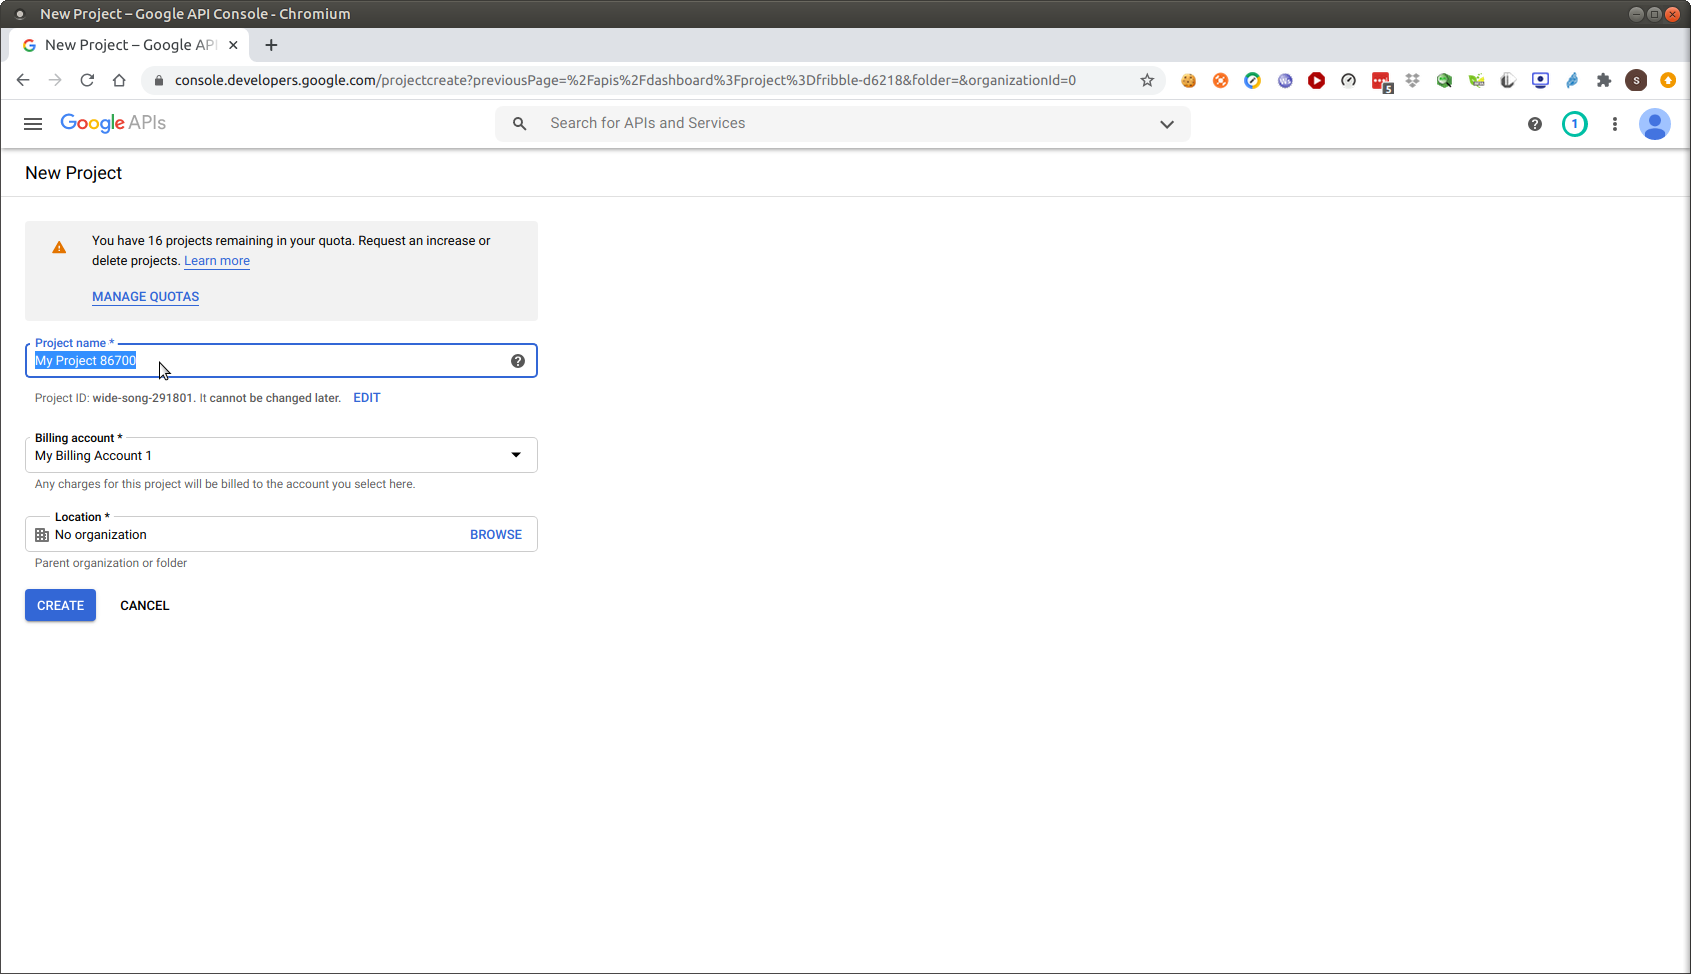 New Project – Google API Console - Chromium
New Project – Google API
console.developers.google.com/projectcreate?previousPage=%2Fapis%2Fdashboard%3Fproject%3Dfribble-d6218&folder=&organizationId=0
5
S
Google APIs
Search for APIs and Services
1
New Project
You have 16 projects remaining in your quota. Request an increase or
delete projects. Learn more
MANAGE QUOTAS
Project name *
My Project 86700
Project ID: wide-song-291801. It cannot be changed later. EDIT
Billing account *
My Billing Account 1
Any charges for this project will be billed to the account you select here.
Location *
No organization
BROWSE
Parent organization or folder
CREATE
CANCEL